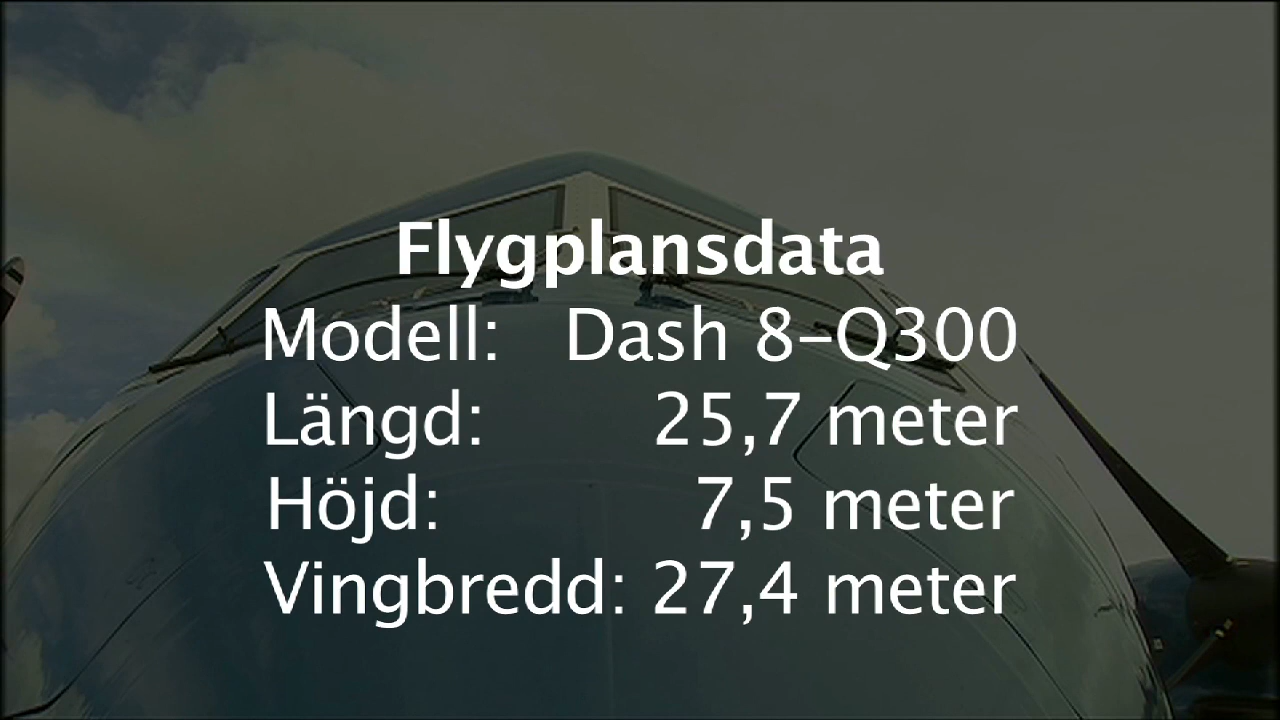 Flygplansdata
Modell: Dash 8-Q300
Längd: 25,7 meter
Höjd: 7,5 meter
Vingbredd: 27,4 meter